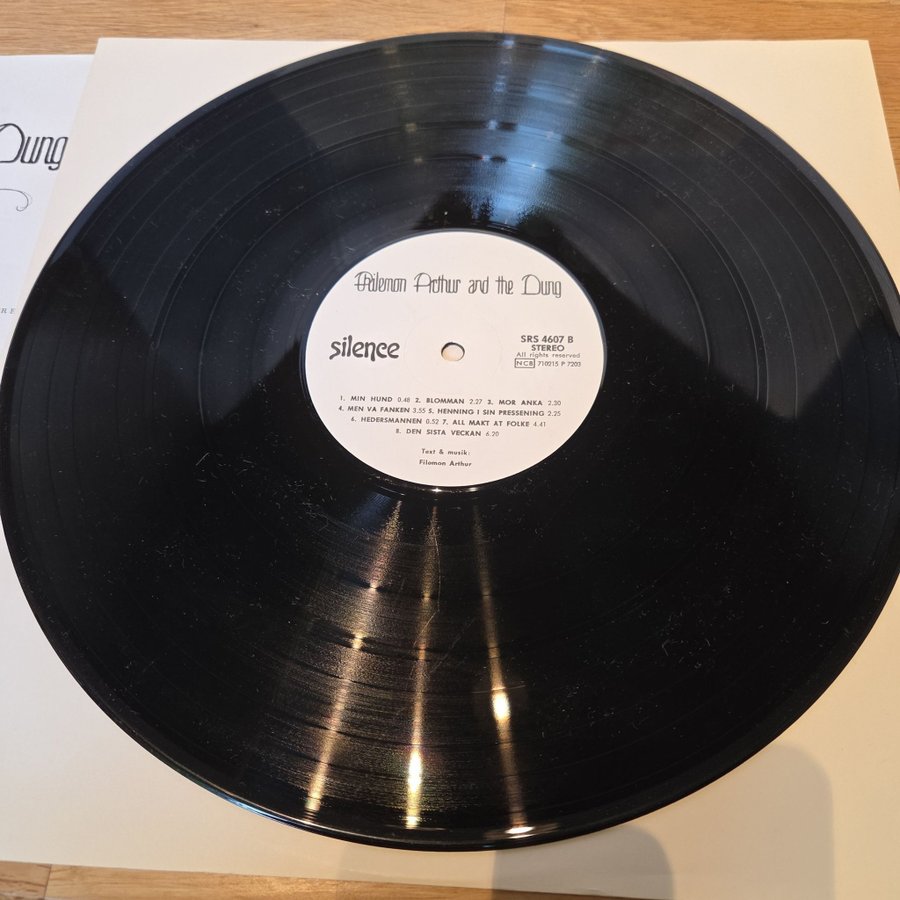 Dung
RE
Philemon Arthur and the Dung
silence
SRS 4607 B
STEREO
All rights reserved
NCB 710215 P 7203
1. MIN HUND 0.48 2. BLOMMAN 2.27 3. MOR ANKA 2.30
4. MEN VA FANKEN 3.55 5. HENNING I SIN PRESSENING 2.25
6. HEDERSMANNEN 0.52 7. ALL MAKT AT FOLKE 4.41
8. DEN SISTA VECKAN 6.20
Text & musik:
Filemon Arthur